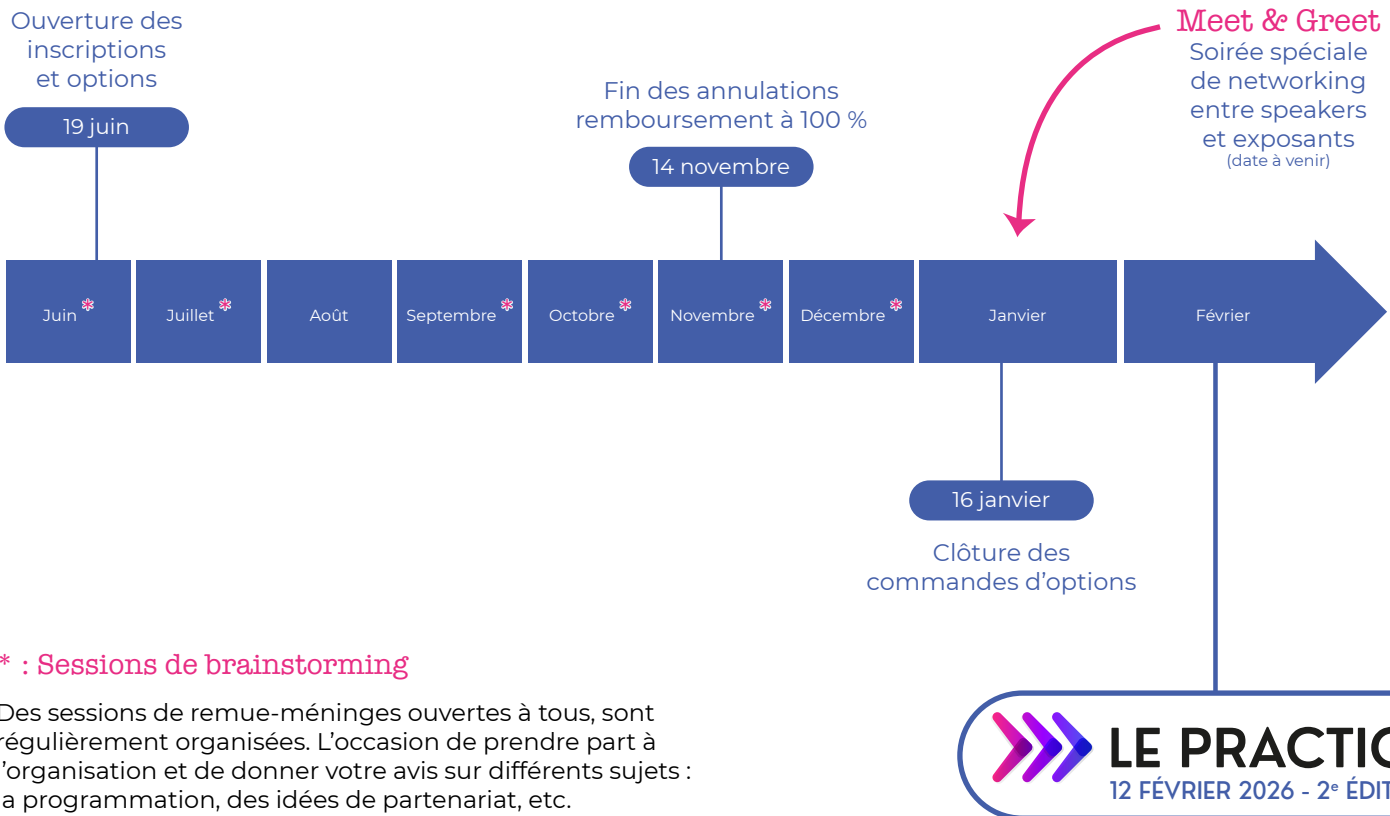 Ouverture des
inscriptions
et options
19 juin
Fin des annulations
remboursement à 100 %
14 novembre
Meet & Greet
Soirée spéciale
de networking
entre speakers
et exposants
(date à venir)
Juin *
Juillet *
Août
Septembre *
Octobre *
Novembre *
Décembre *
Janvier
Février
16 janvier
Clôture des
commandes d’options
* : Sessions de brainstorming
Des sessions de remue-méninges ouvertes à tous, sont
régulièrement organisées. L’occasion de prendre part à
’organisation et de donner votre avis sur différents sujets :
a programmation, des idées de partenariat, etc.
LE PRACTIC
12 FÉVRIER 2026 - 2e ÉDIT